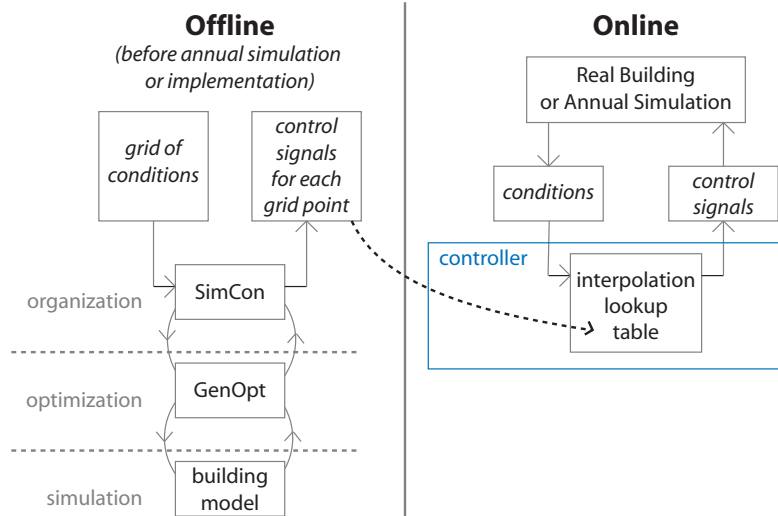 Offline
(before annual simulation
or implementation)
grid of
conditions
control
signals
for each
grid point
organization
SimCon
optimization
GenOpt
simulation
building
model
Online
Real Building
or Annual Simulation
conditions
control
signals
controller
interpolation
lookup
table